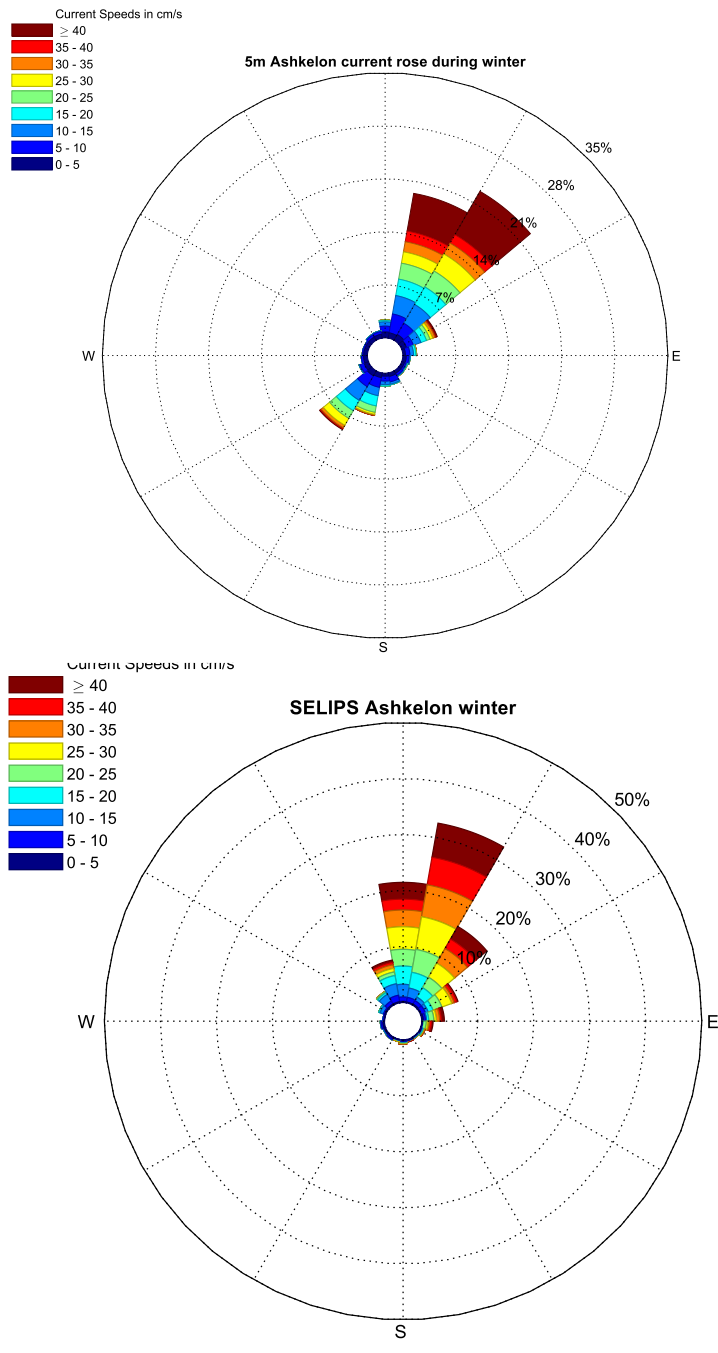 Current Speeds in cm/s
≥ 40
35 - 40
30 - 35
25 - 30
20 - 25
15 - 20
10 - 15
5 - 10
0 - 5
5m Ashkelon current rose during winter
35%
28%
21%
14%
7%
W
E
S
Current Speeds in cm/s
≥ 40
35 - 40
30 - 35
25 - 30
20 - 25
15 - 20
10 - 15
5 - 10
0 - 5
SELIPS Ashkelon winter
50%
40%
30%
20%
10%
W
E
S